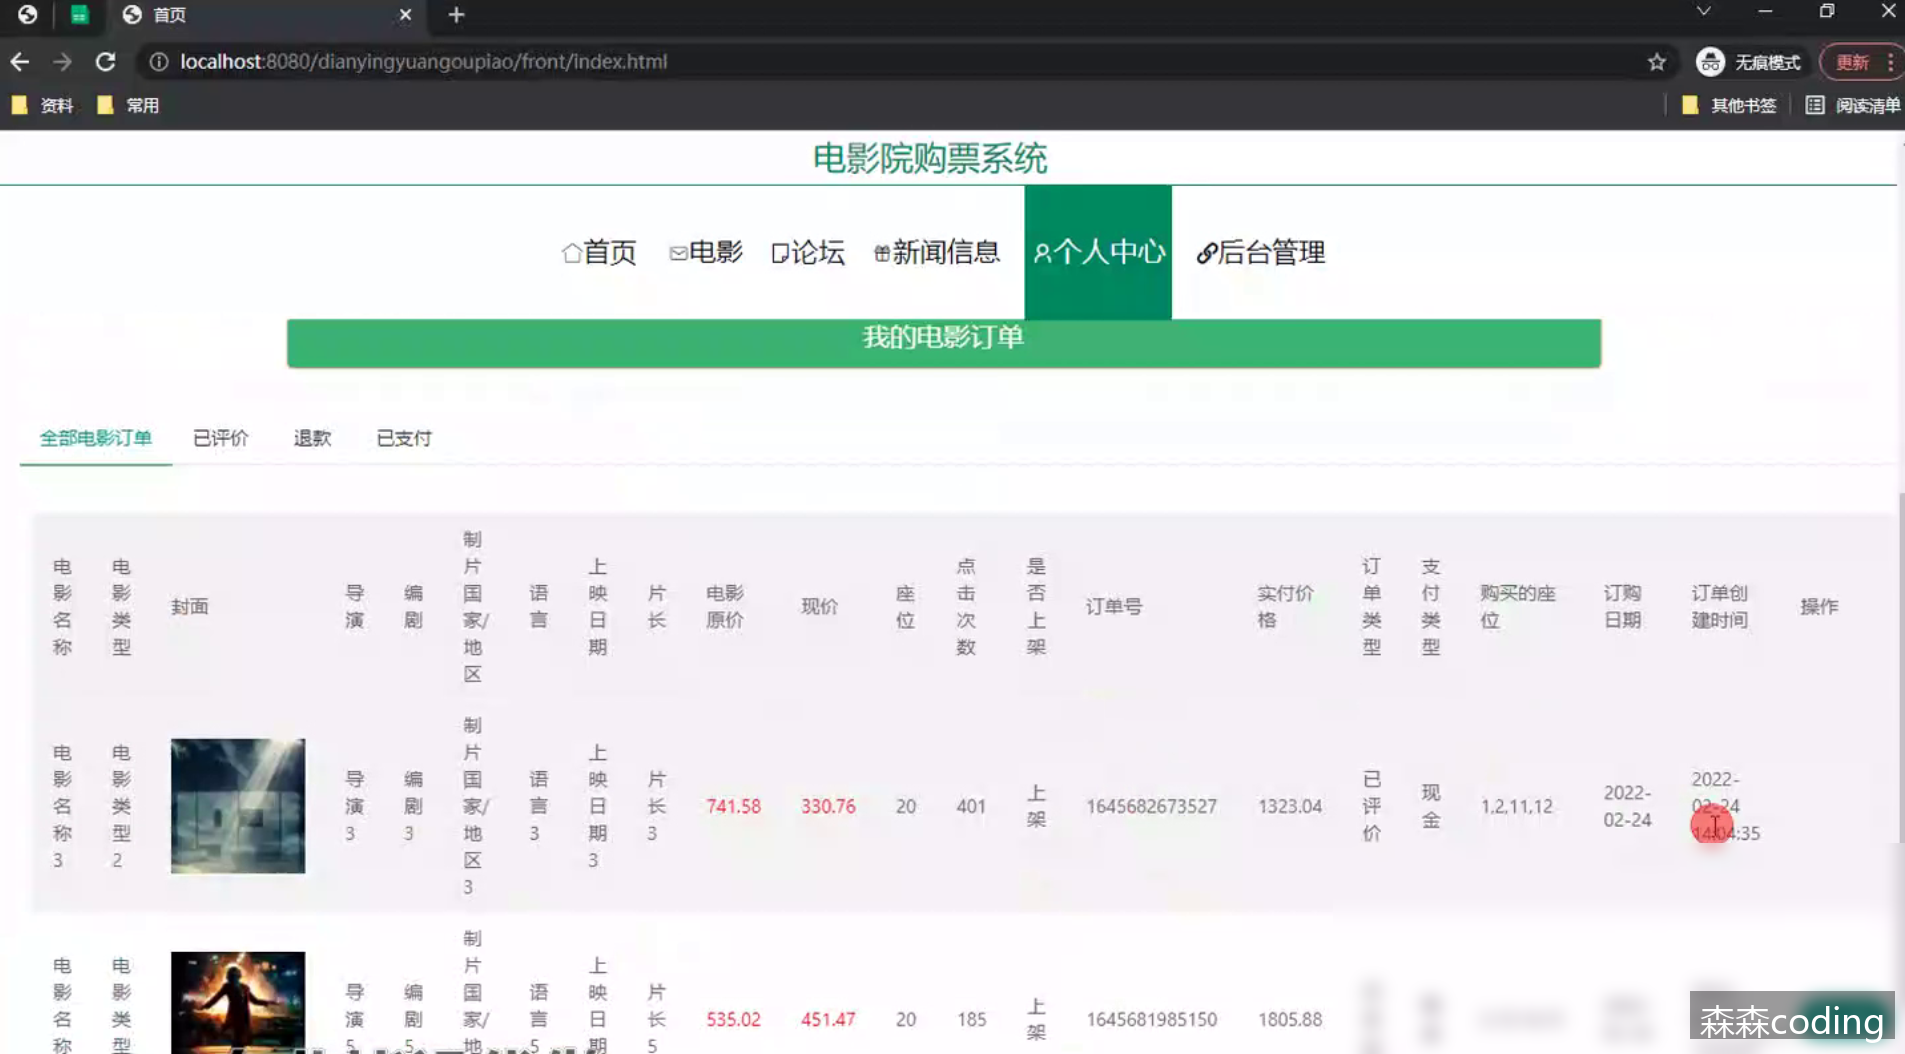 首页
localhost:8080/dianyingyuangoupiao/front/index.html
无痕模式
更新
资料
常用
其他书签
阅读清单
电影院购票系统
首页
电影
论坛
新闻信息
个人中心
后台管理
我的电影订单
全部电影订单
已评价
退款
已支付
电影名称
电影类型
封面
导演
编剧
制片国家/地区
语言
上映日期
片长
电影原价
现价
座位
点击次数
是否上架
订单号
实付价格
订单类型
支付类型
购买的座位
订购日期
订单创建时间
操作
电影名称3
电影类型2
导演3
编剧3
制片国家/地区3
语言3
上映日期3
片长3
741.58
330.76
20
401
上架
1645682673527
1323.04
已评价
现金
1,2,11,12
2022-02-24
2022-02-24 14:04:35
电影名称
电影类型
导演5
编剧5
制片国家/地
语言5
上映日期
片长5
535.02
451.47
20
185
上架
1645681985150
1805.88
森森coding